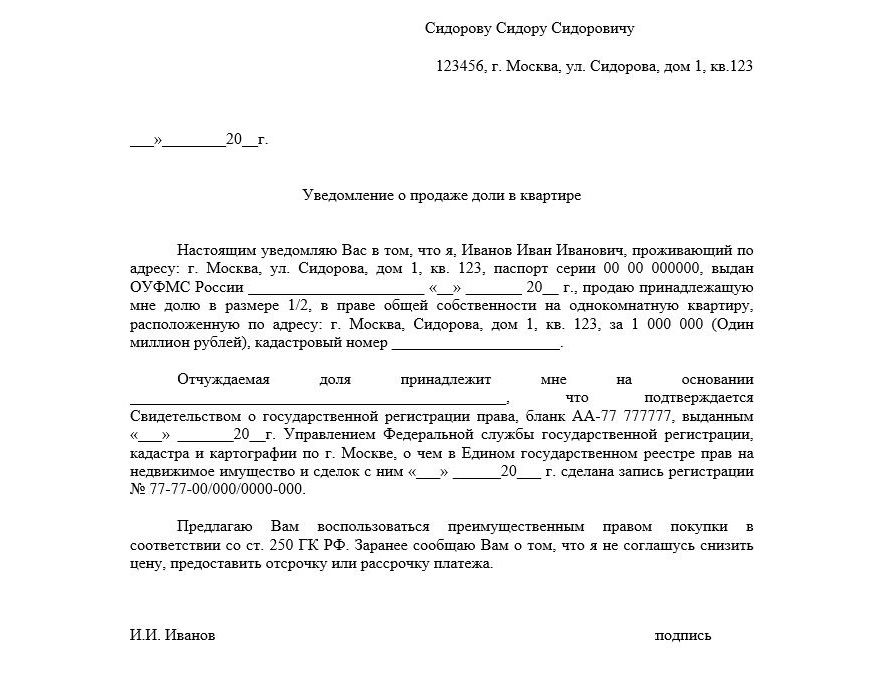 Сидорову Сидору Сидоровичу
123456, г. Москва, ул. Сидорова, дом 1, кв.123
___»________20__г.
Уведомление о продаже доли в квартире
Настоящим уведомляю Вас в том, что я, Иванов Иван Иванович, проживающий по
адресу: г. Москва, ул. Сидорова, дом 1, кв. 123, паспорт серии 00 00 000000, выдан
ОУФМС России ______________________ «__» _______ 20__ г., продаю принадлежащую
мне долю в размере 1/2, в праве общей собственности на однокомнатную квартиру,
расположенную по адресу: г. Москва, Сидорова, дом 1, кв. 123, за 1 000 000 (Один
миллион рублей), кадастровый номер _____________________.
Отчуждаемая доля принадлежит мне на основании
_______________________________________________, что подтверждается
Свидетельством о государственной регистрации права, бланк АА-77 777777, выданным
«___» _______20__г. Управлением Федеральной службы государственной регистрации,
кадастра и картографии по г. Москве, о чем в Едином государственном реестре прав на
недвижимое имущество и сделок с ним «___» ______20___ г. сделана запись регистрации
№ 77-77-00/000/0000-000.
Предлагаю Вам воспользоваться преимущественным правом покупки в
соответствии со ст. 250 ГК РФ. Заранее сообщаю Вам о том, что я не соглашусь снизить
цену, предоставить отсрочку или рассрочку платежа.
И.И. Иванов подпись